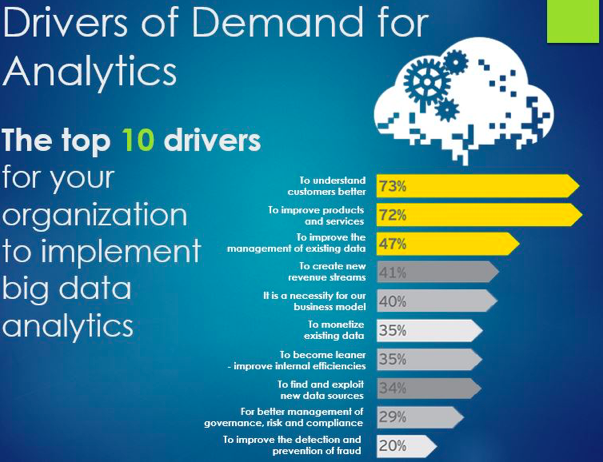 Drivers of Demand for
Analytics
The top 10 drivers
for your
organization
to implement
big data
analytics
To understand
customers better
73%
To improve products
and services
72%
To improve the
management of existing data
47%
To create new
revenue streams
41%
It is a necessity for our
business model
40%
To monetize
existing data
35%
To become leaner
- improve internal efficiencies
35%
To find and exploit
new data sources
34%
For better management of
governance, risk and compliance
29%
To improve the detection and
prevention of fraud
20%